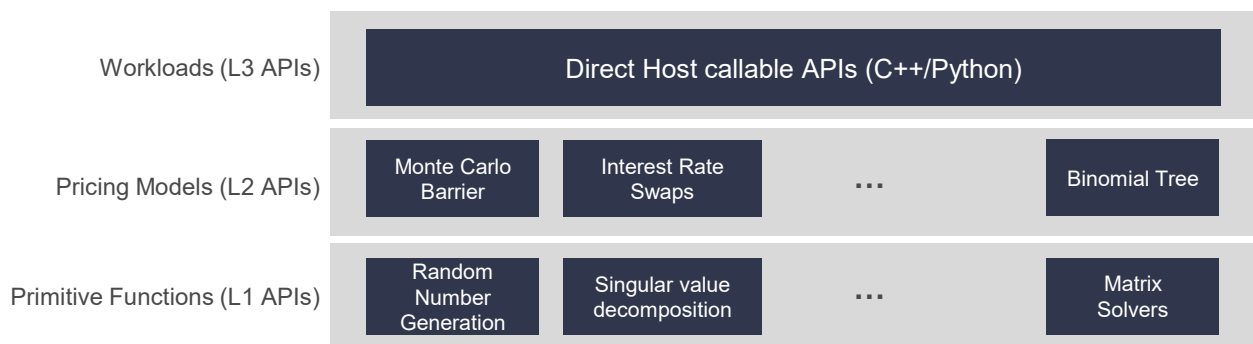 Workloads (L3 APIs)
Direct Host callable APIs (C++/Python)
Pricing Models (L2 APIs)
Monte Carlo
Barrier
Interest Rate
Swaps
...
Binomial Tree
Primitive Functions (L1 APIs)
Random
Number
Generation
Singular value
decomposition
...
Matrix
Solvers